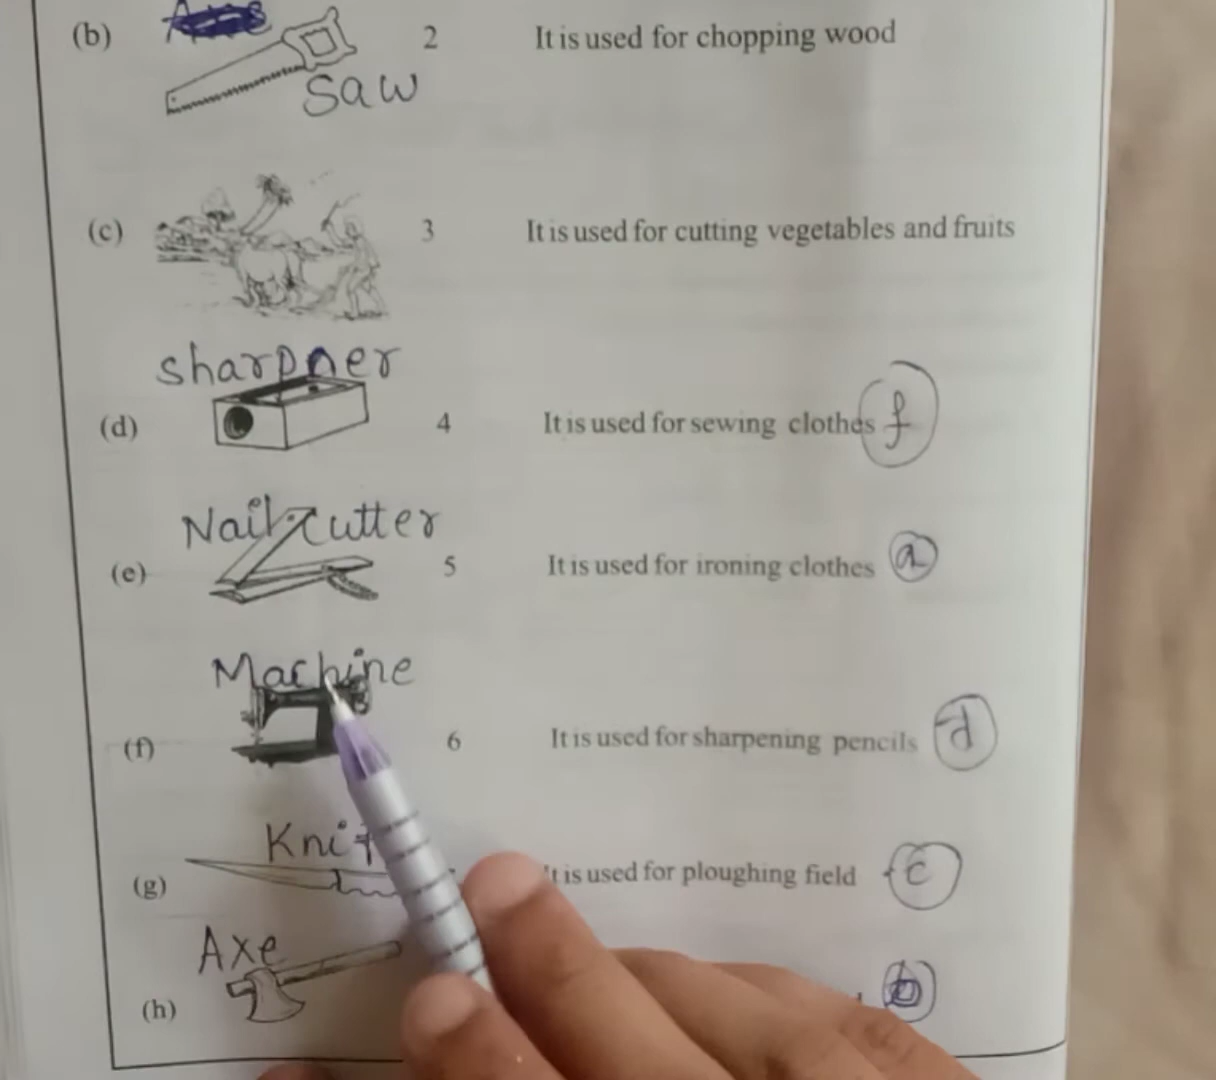 (b) 2 It is used for chopping wood
Saw
(c) 3 It is used for cutting vegetables and fruits
Sharpner
(d) 4 It is used for sewing clothes f
Nail cutter
(e) 5 It is used for ironing clothes a
Machine
(f) 6 It is used for sharpening pencils d
Knif
(g) t is used for ploughing field c
Axe
(h) b